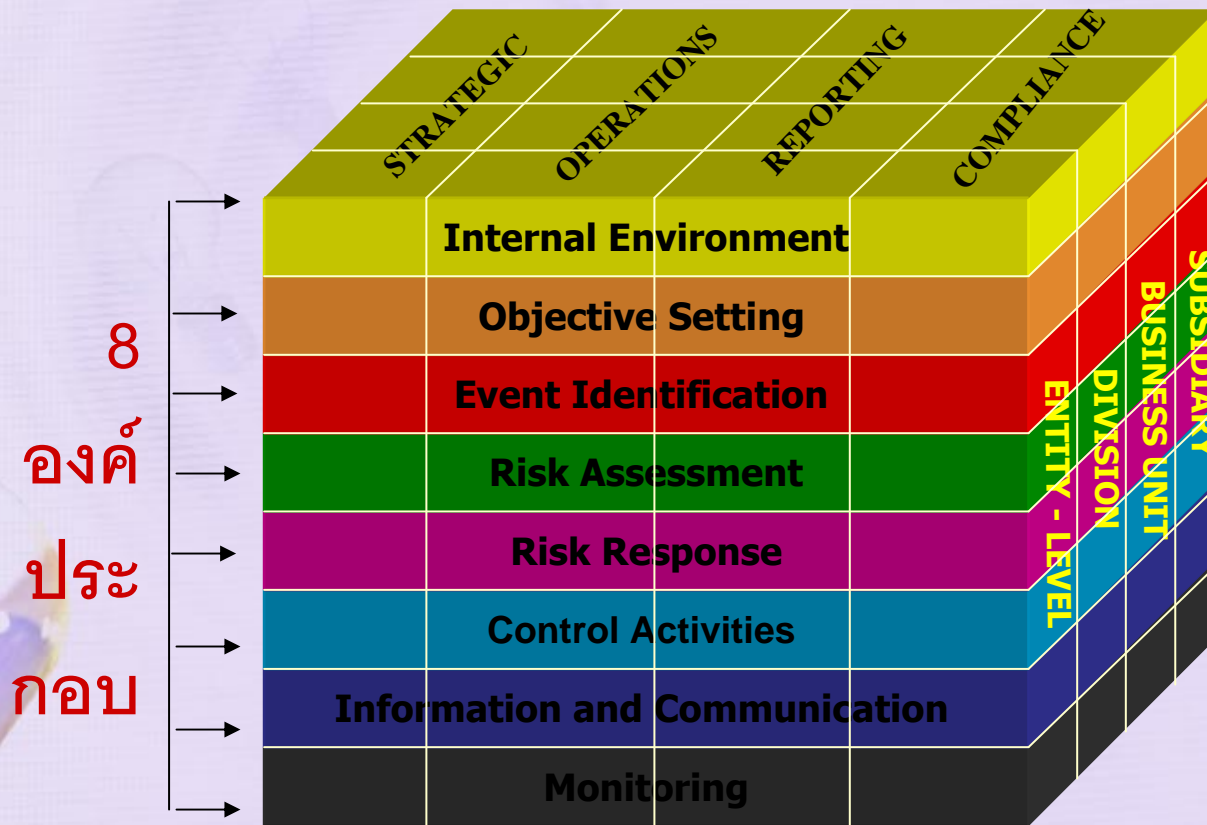 STRATEGIC
OPERATIONS
REPORTING
COMPLIANCE
8
องค์
ประ
กอบ
Internal Environment
Objective Setting
Event Identification
Risk Assessment
Risk Response
Control Activities
Information and Communication
Monitoring
ENTITY - LEVEL
DIVISION
BUSINESS UNIT
SUBSIDIARY